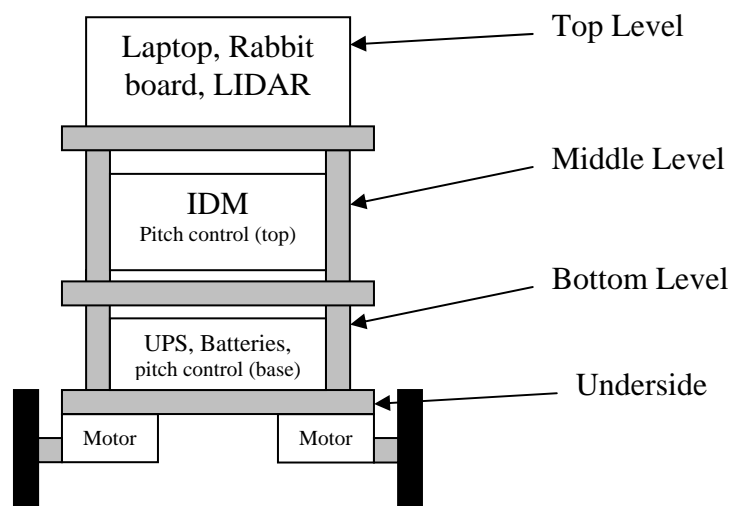 Top Level
Laptop, Rabbit
board, LIDAR
Middle Level
IDM
Pitch control (top)
Bottom Level
UPS, Batteries,
pitch control (base)
Underside
Motor
Motor